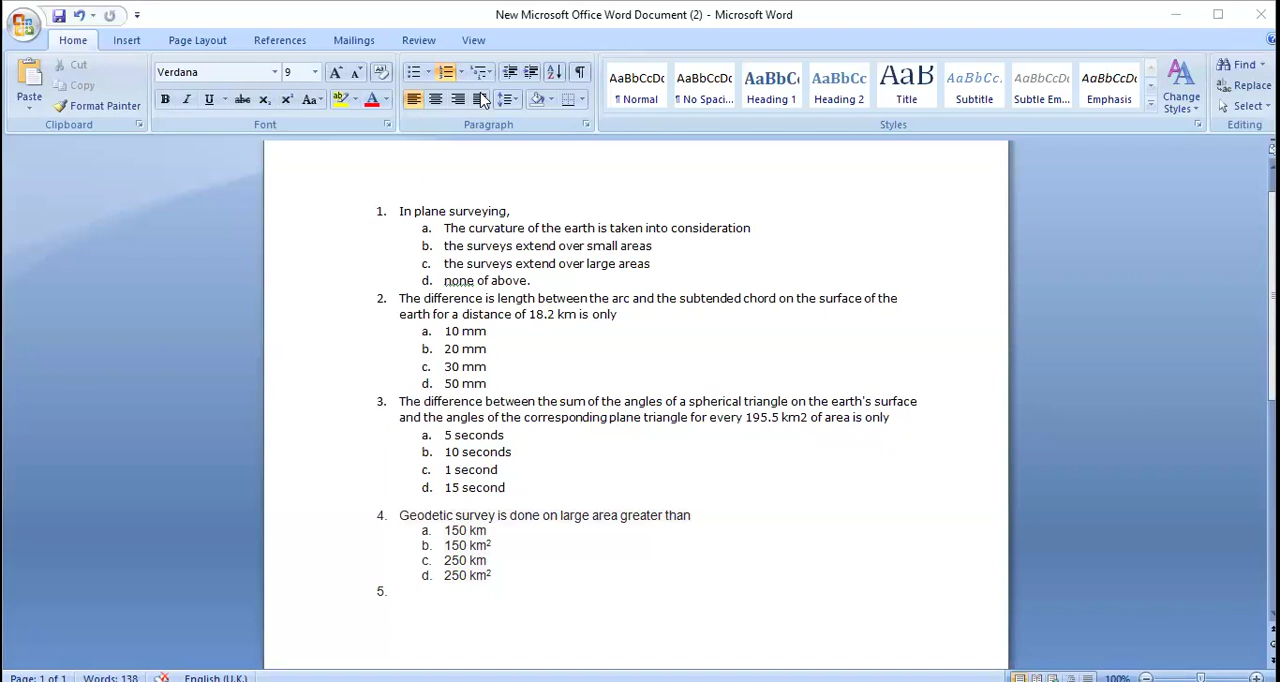 New Microsoft Office Word Document (2) - Microsoft Word
Home Insert Page Layout References Mailings Review View
Paste
Cut
Copy
Format Painter
Clipboard
Verdana 9
Font
Paragraph
AaBbCcDc AaBbCcDc AaBbC AaBbCc AaB AaBbCc. AaBbCcDc AaBbCcDc
¶ Normal ¶ No Spaci... Heading 1 Heading 2 Title Subtitle Subtle Em... Emphasis
Change Styles
Styles
Find
Replace
Select
Editing
1. In plane surveying,
a. The curvature of the earth is taken into consideration
b. the surveys extend over small areas
c. the surveys extend over large areas
d. none of above.
2. The difference is length between the arc and the subtended chord on the surface of the
earth for a distance of 18.2 km is only
a. 10 mm
b. 20 mm
c. 30 mm
d. 50 mm
3. The difference between the sum of the angles of a spherical triangle on the earth's surface
and the angles of the corresponding plane triangle for every 195.5 km2 of area is only
a. 5 seconds
b. 10 seconds
c. 1 second
d. 15 second
4. Geodetic survey is done on large area greater than
a. 150 km
b. 150 km²
c. 250 km
d. 250 km²
5.
Page: 1 of 1 Words: 138 English (U.K.) 100%